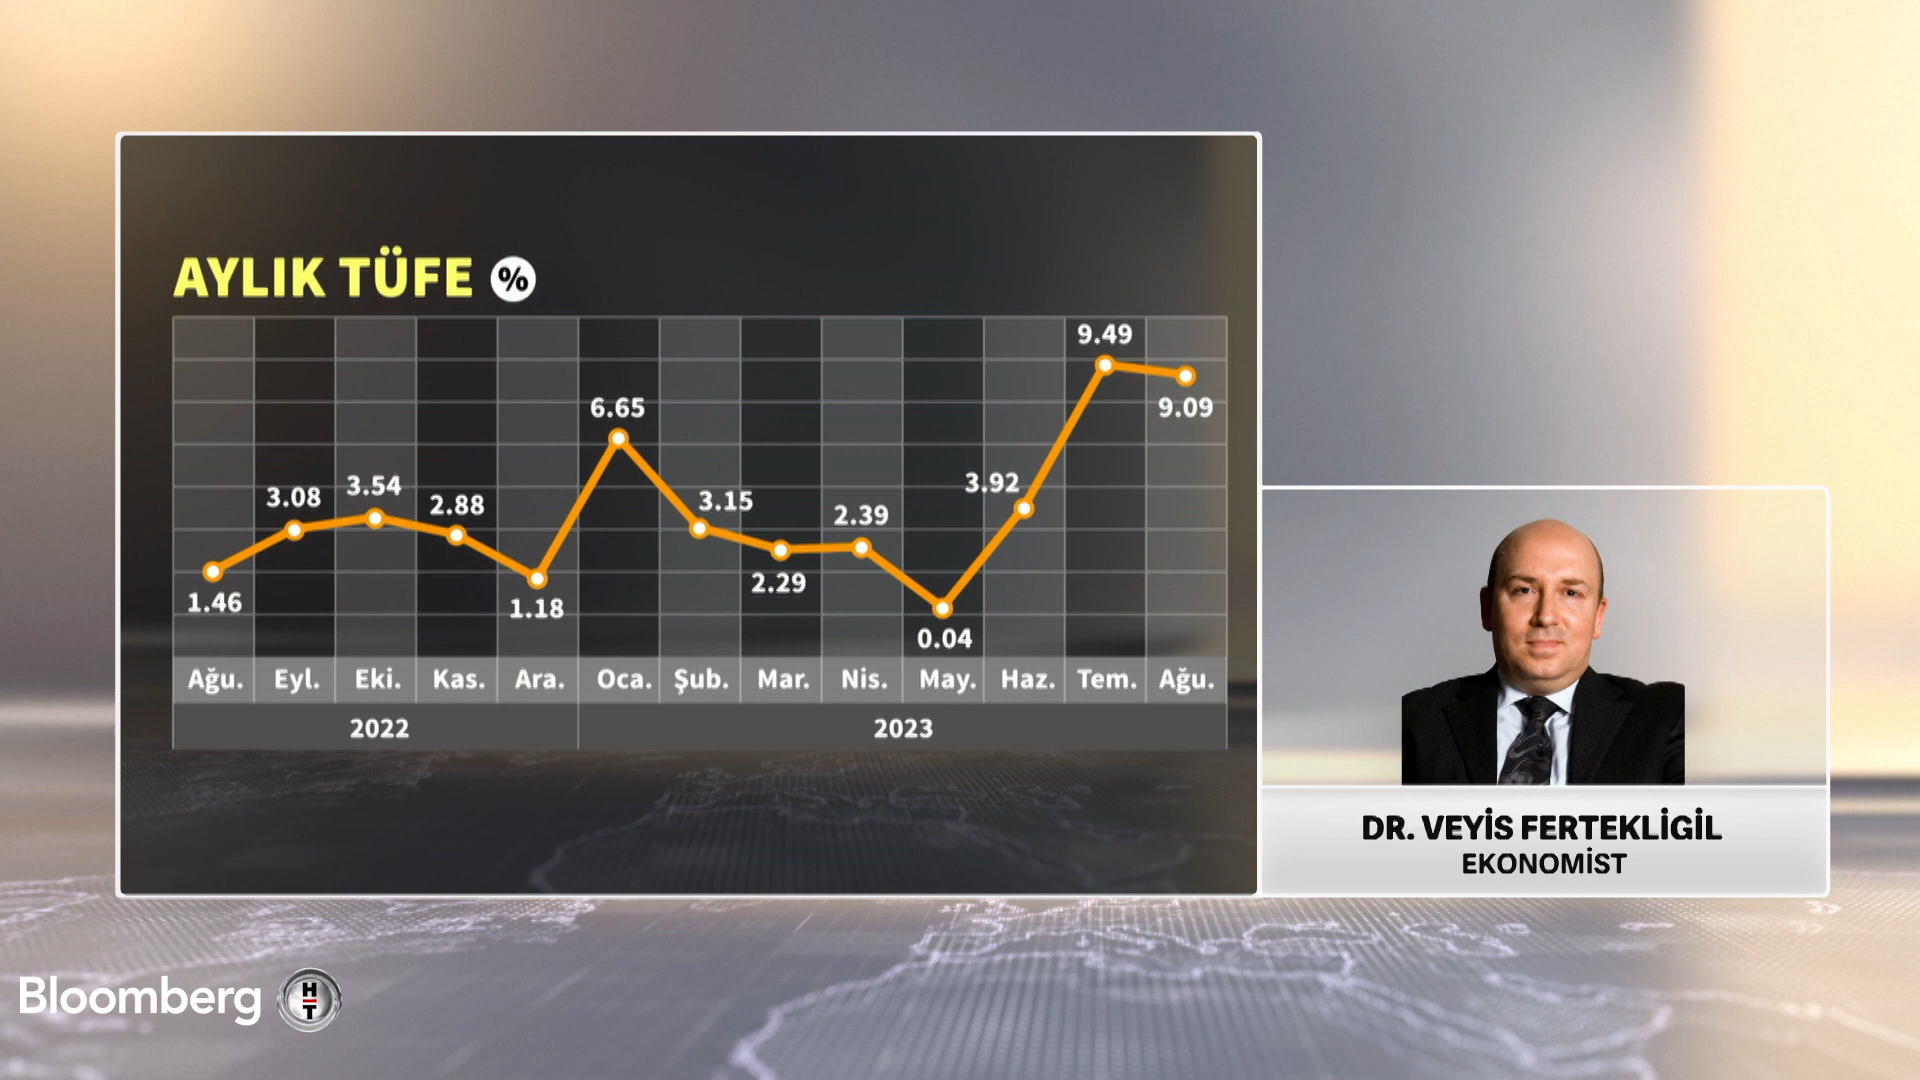 AYLIK TÜFE %
9.49
9.09
6.65
3.92
3.54
3.08
2.88
3.15
2.39
2.29
1.46
1.18
0.04
Ağu. Eyl. Eki. Kas. Ara. Oca. Şub. Mar. Nis. May. Haz. Tem. Ağu.
2022 2023
DR. VEYİS FERTEKLİGİL
EKONOMİST
Bloomberg HT